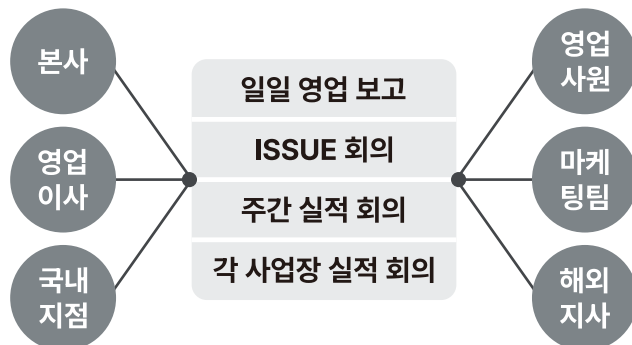 본사
영업
이사
국내
지점
일일 영업 보고
ISSUE 회의
주간 실적 회의
각 사업장 실적 회의
영업
사원
마케
팅팀
해외
지사